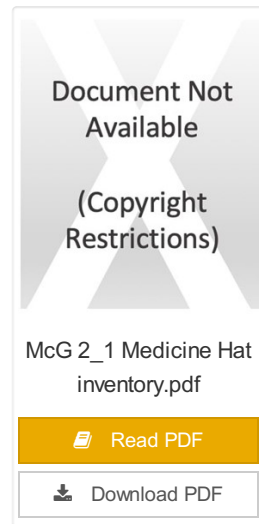 Document Not
Available
(Copyright
Restrictions)
McG 2_1 Medicine Hat
inventory.pdf
Read PDF
Download PDF